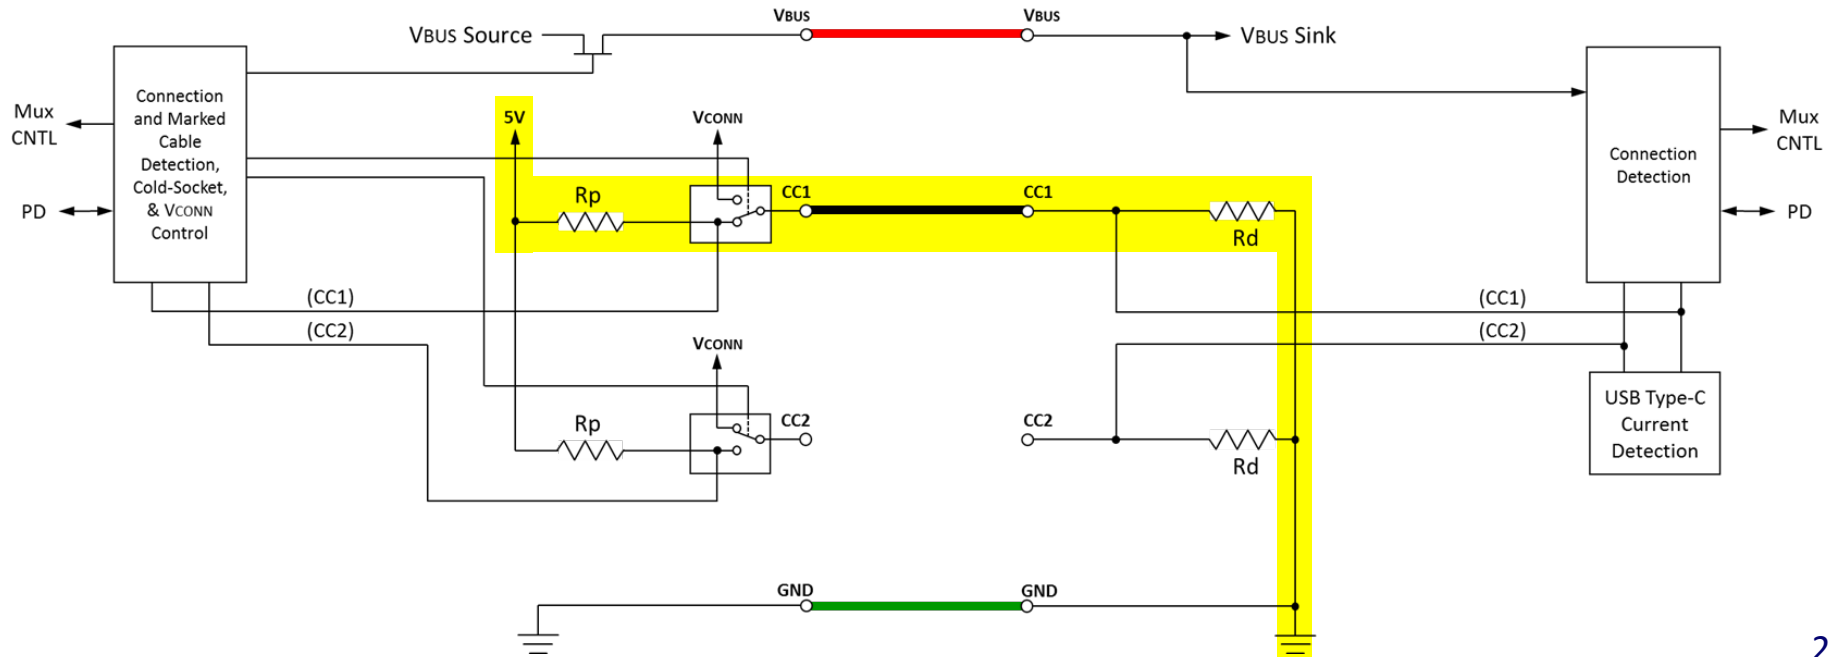 VBUS Source
VBUS
VBUS
VBUS Sink
Mux
CNTL
PD
Connection
and Marked
Cable
Detection,
Cold-Socket,
& VCONN
Control
5V
VCONN
Rp
CC1
CC1
Rd
(CC1)
(CC2)
VCONN
Rp
CC2
CC2
Rd
(CC1)
(CC2)
Connection
Detection
Mux
CNTL
PD
USB Type-C
Current
Detection
GND
GND
2